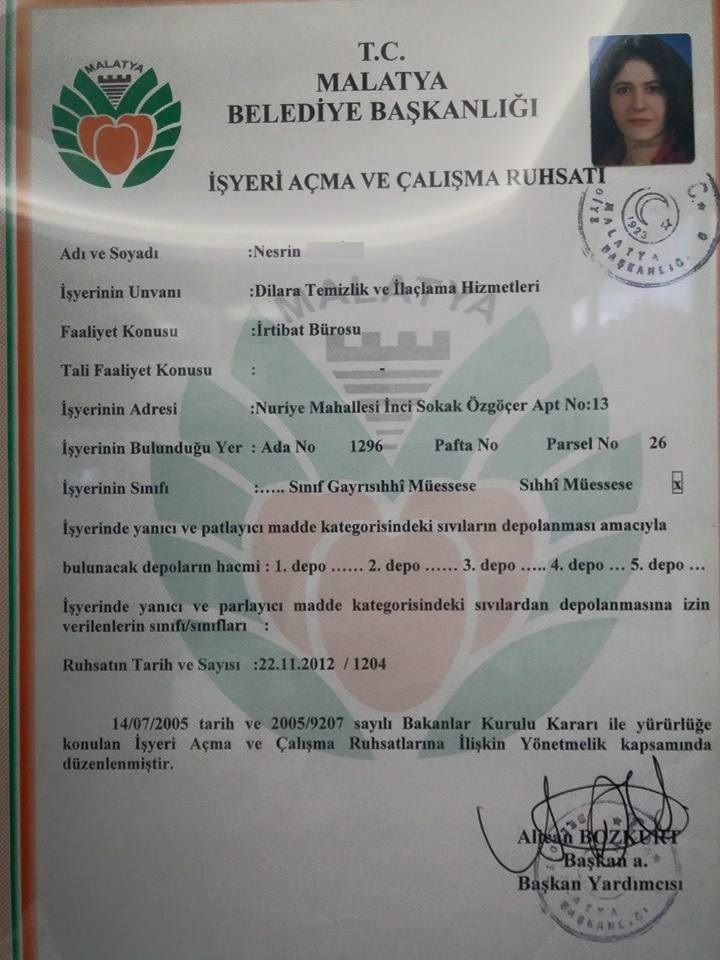 MALATYA
T.C.
MALATYA
BELEDİYE BAŞKANLIĞI
İŞYERİ AÇMA VE ÇALIŞMA RUHSATI
1923
MALATYA
BAŞKANLIĞI
Adı ve Soyadı :Nesrin
İşyerinin Unvanı :Dilara Temizlik ve İlaçlama Hizmetleri
MALATYA
Faaliyet Konusu :İrtibat Bürosu
Tali Faaliyet Konusu : -
İşyerinin Adresi :Nuriye Mahallesi İnci Sokak Özgöçer Apt No:13
İşyerinin Bulunduğu Yer : Ada No 1296 Pafta No Parsel No 26
İşyerinin Sınıfı :..... Sınıf Gayrısıhhî Müessese Sıhhî Müessese x
İşyerinde yanıcı ve patlayıcı madde kategorisindeki sıvıların depolanması amacıyla
bulunacak depoların hacmi : 1. depo ...... 2. depo ...... 3. depo ..... 4. depo ... 5. depo ...
İşyerinde yanıcı ve parlayıcı madde kategorisindeki sıvılardan depolanmasına izin
verilenlerin sınıfı/sınıfları :
Ruhsatın Tarih ve Sayısı :22.11.2012 / 1204
14/07/2005 tarih ve 2005/9207 sayılı Bakanlar Kurulu Kararı ile yürürlüğe
konulan İşyeri Açma ve Çalışma Ruhsatlarına İlişkin Yönetmelik kapsamında
düzenlenmiştir.
Alican BOZKURT
Başkan a.
Başkan Yardımcısı
BAŞKANLIĞI